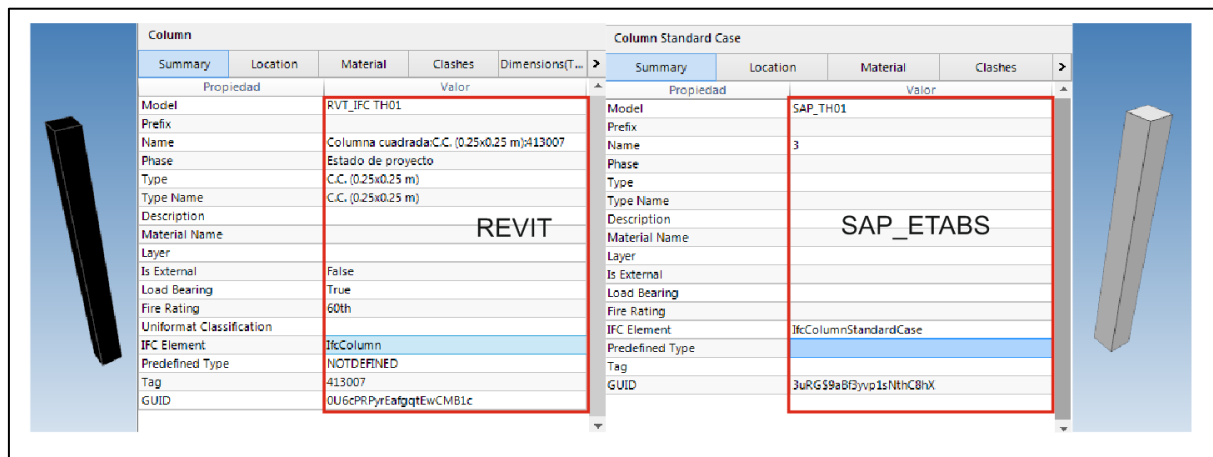 Column
Summary Location Material Clashes Dimensions(T... >
Propiedad Valor
Model RVT_IFC TH01
Prefix
Name Columna cuadrada:C.C. (0.25x0.25 m):413007
Phase Estado de proyecto
Type C.C. (0.25x0.25 m)
Type Name C.C. (0.25x0.25 m)
Description
Material Name
REVIT
Layer
Is External False
Load Bearing True
Fire Rating 60th
Uniformat Classification
IFC Element IfcColumn
Predefined Type NOTDEFINED
Tag 413007
GUID 0U6cPRPyrEafgqtEwCMB1c
Column Standard Case
Summary Location Material Clashes >
Propiedad Valor
Model SAP_TH01
Prefix
Name 3
Phase
Type
Type Name
Description
SAP_ETABS
Material Name
Layer
Is External
Load Bearing
Fire Rating
IFC Element IfcColumnStandardCase
Predefined Type
Tag
GUID 3uRG$9aBf3yvp1sNthC8hX